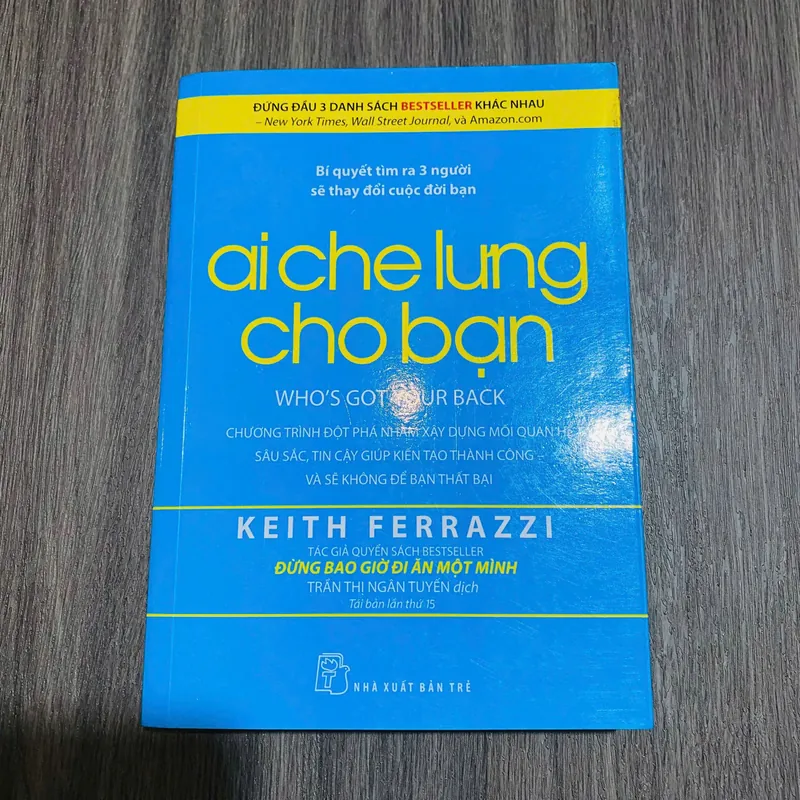 ĐỨNG ĐẦU 3 DANH SÁCH BESTSELLER KHÁC NHAU
– New York Times, Wall Street Journal, và Amazon.com
Bí quyết tìm ra 3 người
sẽ thay đổi cuộc đời bạn
ai che lưng
cho bạn
WHO'S GOT YOUR BACK
CHƯƠNG TRÌNH ĐỘT PHÁ NHẰM XÂY DỰNG MỐI QUAN HỆ
SÂU SẮC, TIN CẬY GIÚP KIẾN TẠO THÀNH CÔNG –
VÀ SẼ KHÔNG ĐỂ BẠN THẤT BẠI
KEITH FERRAZZI
TÁC GIẢ QUYỂN SÁCH BESTSELLER
ĐỪNG BAO GIỜ ĐI ĂN MỘT MÌNH
TRẦN THỊ NGÂN TUYẾN dịch
Tái bản lần thứ 15
NHÀ XUẤT BẢN TRẺ